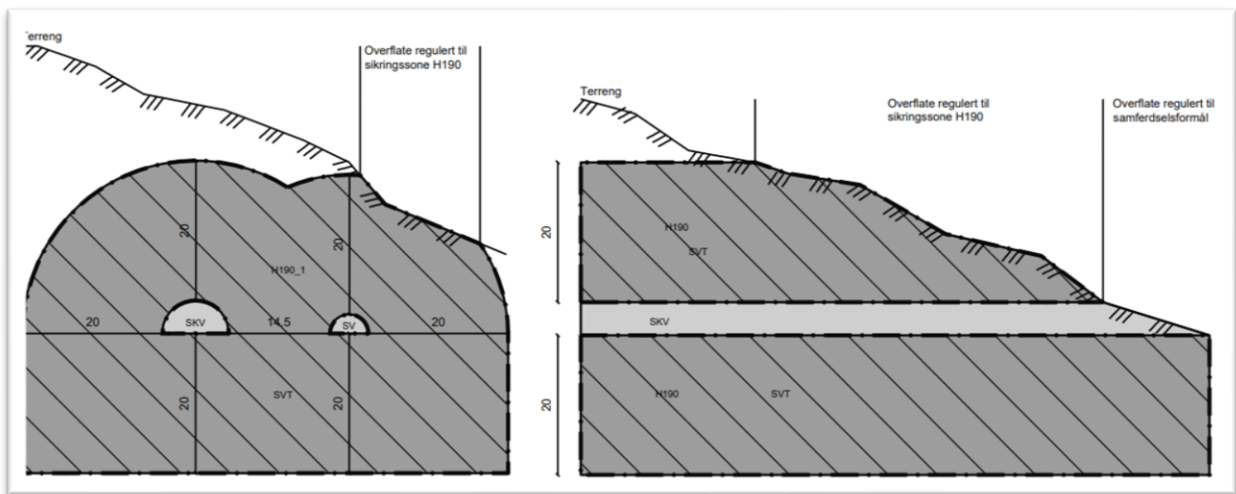 erreng
Overflate regulert til
sikringssone H190
20
20
H190_1
20
SKV
14,5
SV
20
20
SVT
20
Terreng
Overflate regulert til
sikringssone H190
Overflate regulert til
samferdselsformål
20
H190
SVT
SKV
20
H190
SVT